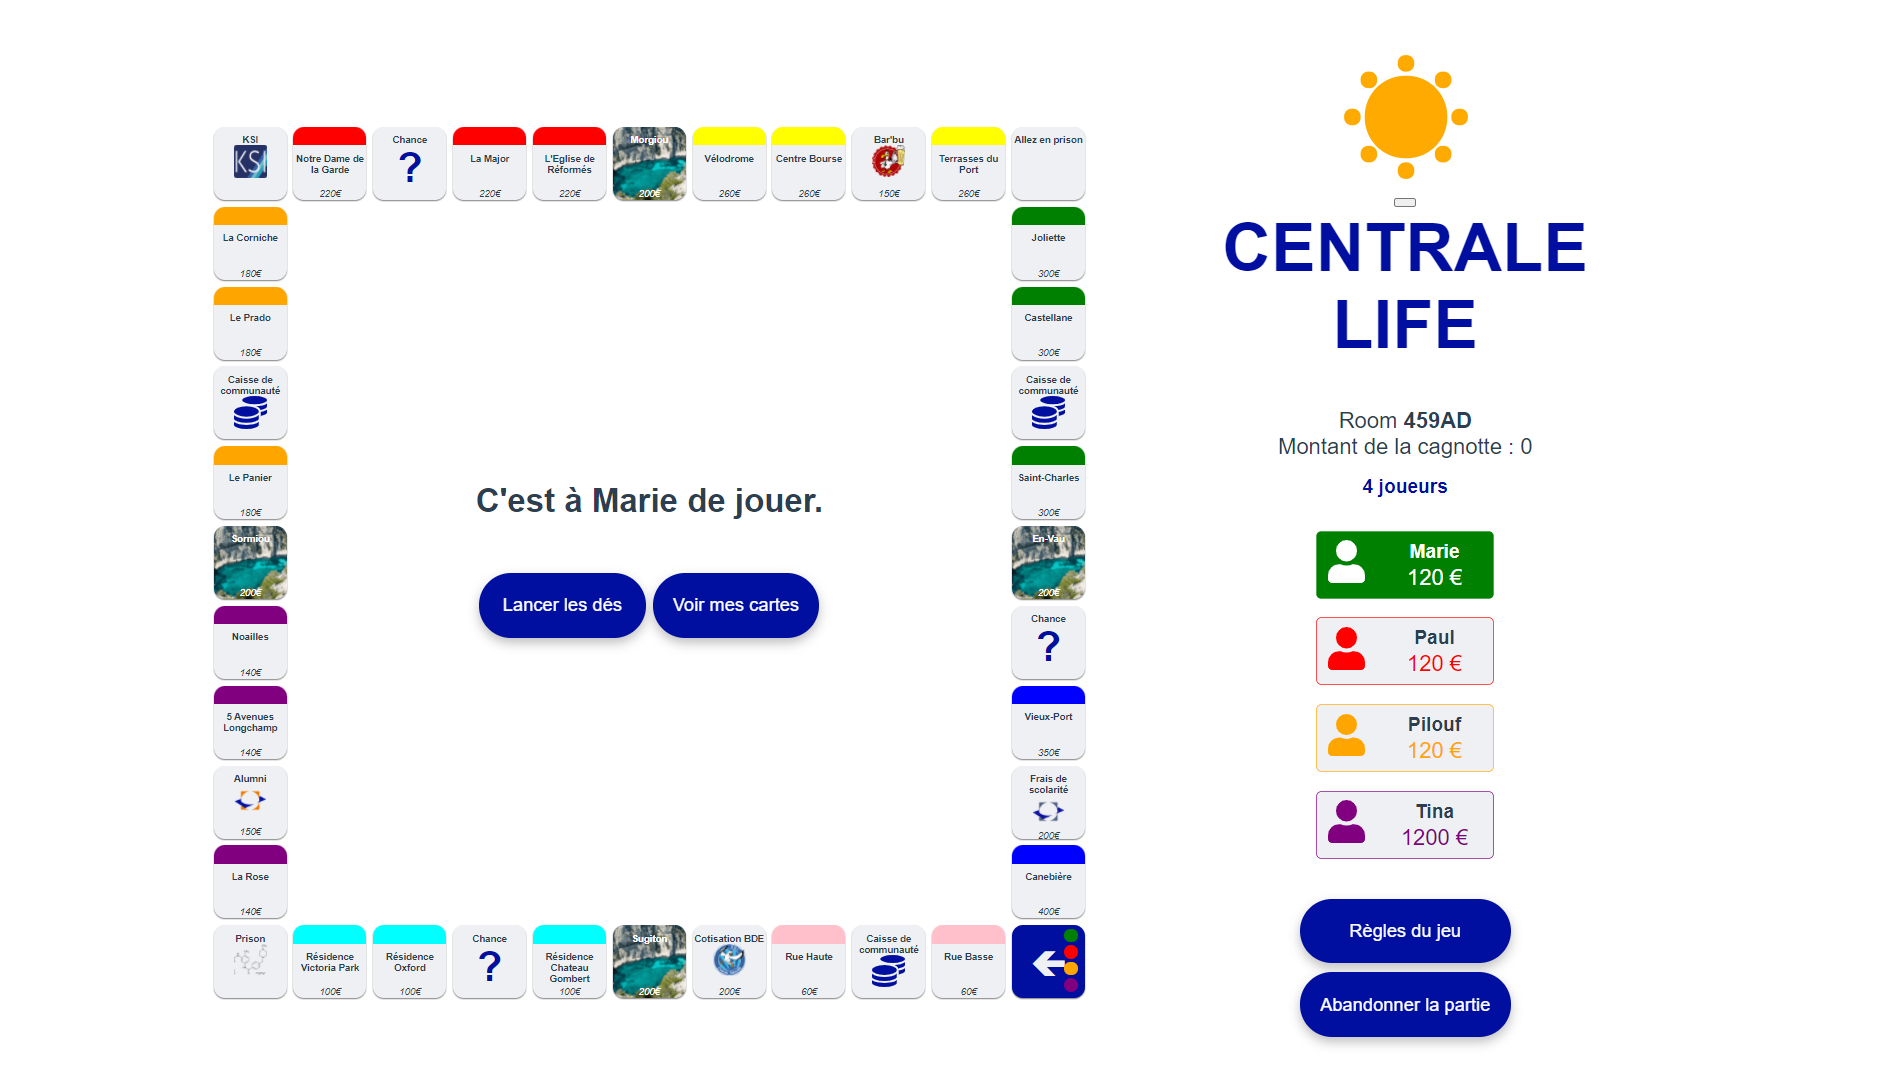 KSI
KSI
Notre Dame de
la Garde
220€
Chance
?
La Major
220€
L'Eglise de
Réformés
220€
Morgiou
200€
Vélodrome
260€
Centre Bourse
260€
Bar'bu
150€
Terrasses du
Port
260€
Allez en prison
La Corniche
180€
Joliette
300€
Le Prado
180€
Castellane
300€
Caisse de
communauté
Caisse de
communauté
Le Panier
180€
Saint-Charles
300€
Sormiou
200€
En-Vau
200€
Noailles
140€
Chance
?
5 Avenues
Longchamp
140€
Vieux-Port
350€
Alumni
150€
Frais de
scolarité
200€
La Rose
140€
Canebière
400€
Prison
Résidence
Victoria Park
100€
Résidence
Oxford
100€
Chance
?
Résidence
Chateau
Gombert
100€
Sugiton
200€
Cotisation BDE
200€
Rue Haute
60€
Caisse de
communauté
Rue Basse
60€
C'est à Marie de jouer.
Lancer les dés
Voir mes cartes
CENTRALE
LIFE
Room 459AD
Montant de la cagnotte : 0
4 joueurs
Marie
120 €
Paul
120 €
Pilouf
120 €
Tina
1200 €
Règles du jeu
Abandonner la partie